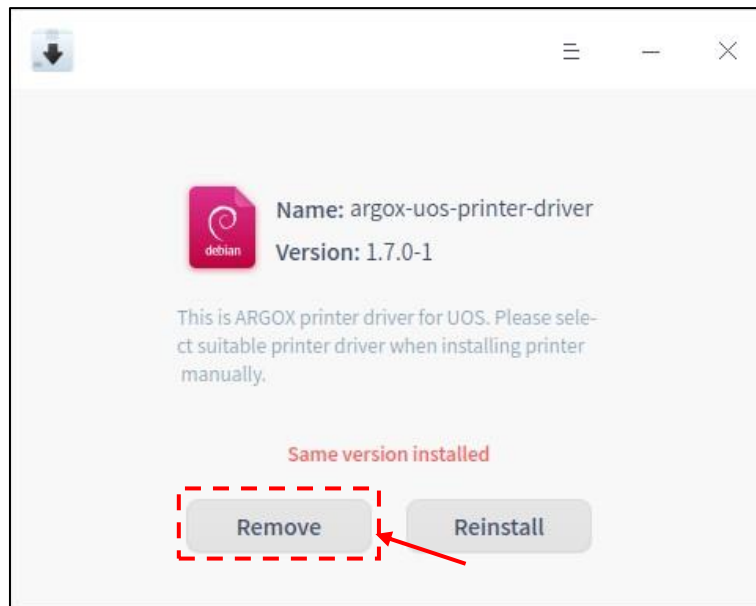 debian
Name: argox-uos-printer-driver
Version: 1.7.0-1
This is ARGOX printer driver for UOS. Please sele-
ct suitable printer driver when installing printer
manually.
Same version installed
Remove
Reinstall